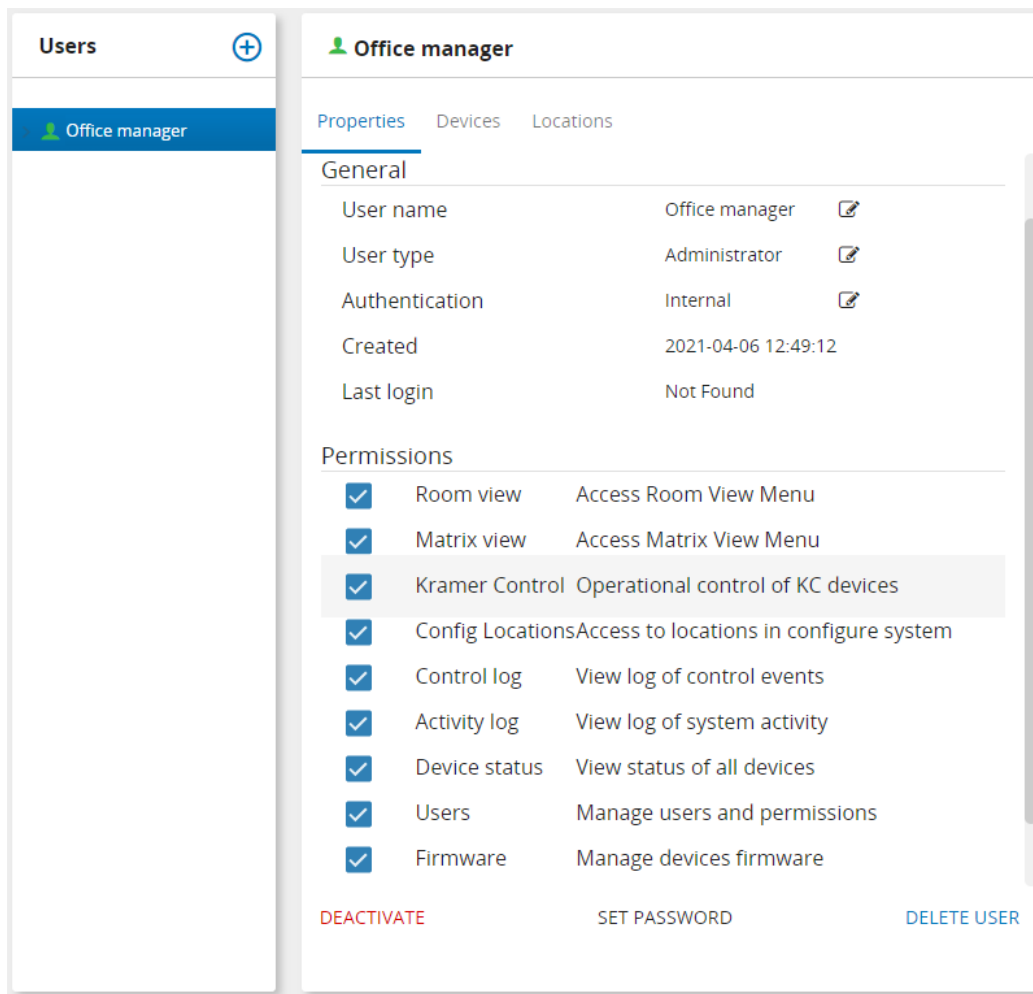 Users
Office manager
Office manager
Properties Devices Locations
General
User name Office manager
User type Administrator
Authentication Internal
Created 2021-04-06 12:49:12
Last login Not Found
Permissions
Room view Access Room View Menu
Matrix view Access Matrix View Menu
Kramer Control Operational control of KC devices
Config Locations Access to locations in configure system
Control log View log of control events
Activity log View log of system activity
Device status View status of all devices
Users Manage users and permissions
Firmware Manage devices firmware
DEACTIVATE SET PASSWORD DELETE USER